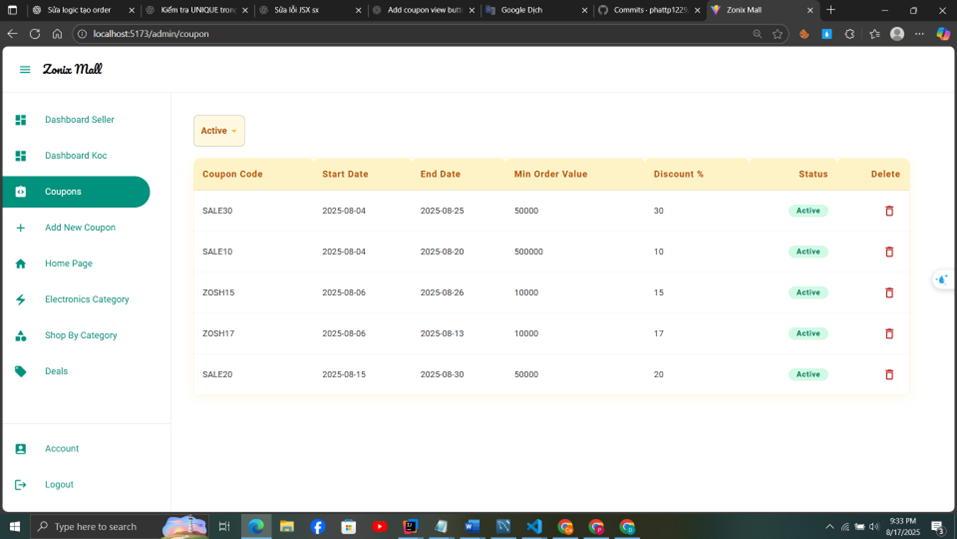 Sửa logic tạo order
Kiểm tra UNIQUE tron
Sửa lỗi JSX sx
Add coupon view butt
Google Dịch
Commits · phattp1229
Zonix Mall
localhost:5173/admin/coupon
Zonix Mall
Dashboard Seller
Dashboard Koc
Coupons
Add New Coupon
Home Page
Electronics Category
Shop By Category
Deals
Account
Logout
Active
Coupon Code Start Date End Date Min Order Value Discount % Status Delete
SALE30 2025-08-04 2025-08-25 50000 30 Active
SALE10 2025-08-04 2025-08-20 500000 10 Active
ZOSH15 2025-08-06 2025-08-26 10000 15 Active
ZOSH17 2025-08-06 2025-08-13 10000 17 Active
SALE20 2025-08-15 2025-08-30 50000 20 Active
Type here to search
9:33 PM
8/17/2025
3